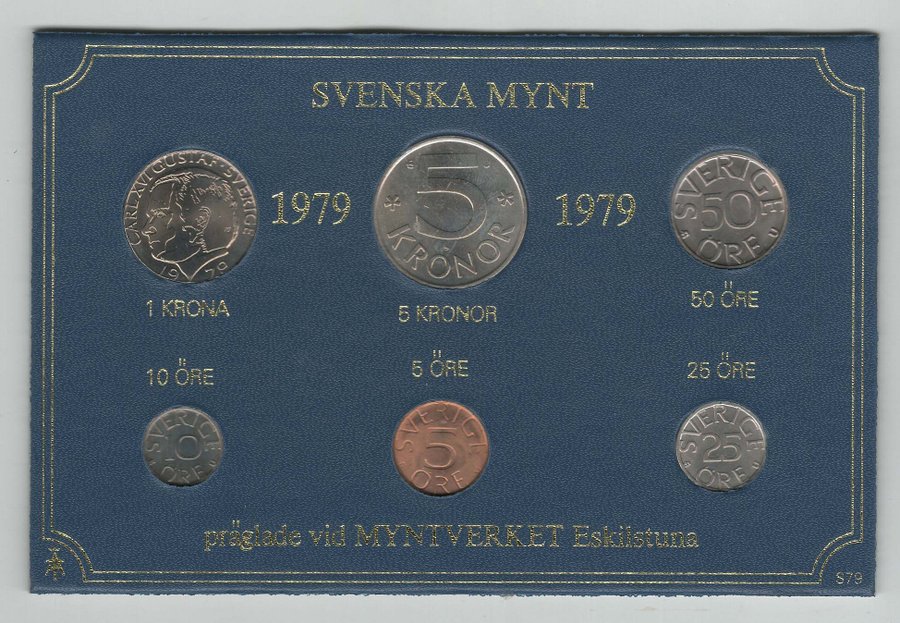 SVENSKA MYNT
CARL XVI GUSTAF SVERIGE
1979
1979
5
KRONOR
1979
SVERIGE
50
ÖRE
U
1 KRONA
5 KRONOR
50 ÖRE
10 ÖRE
5 ÖRE
25 ÖRE
SVERIGE
10
ÖRE
SVERIGE
5
ÖRE
SVERIGE
25
ÖRE
U
präglade vid MYNTVERKET Eskilstuna
S79